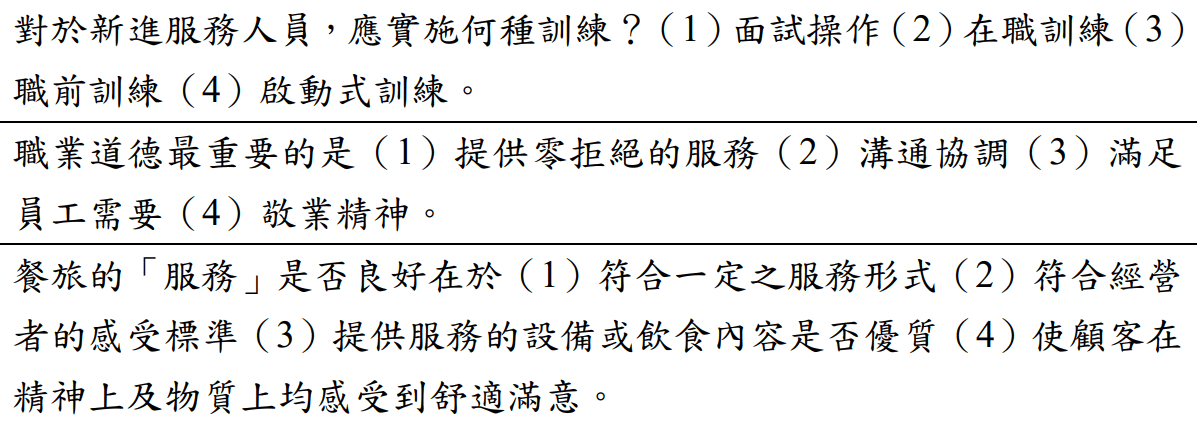 對於新進服務人員，應實施何種訓練？（1）面試操作（2）在職訓練（3）
職前訓練（4）啟動式訓練。
職業道德最重要的是（1）提供零拒絕的服務（2）溝通協調（3）滿足
員工需要（4）敬業精神。
餐旅的「服務」是否良好在於（1）符合一定之服務形式（2）符合經營
者的感受標準（3）提供服務的設備或飲食內容是否優質（4）使顧客在
精神上及物質上均感受到舒適滿意。